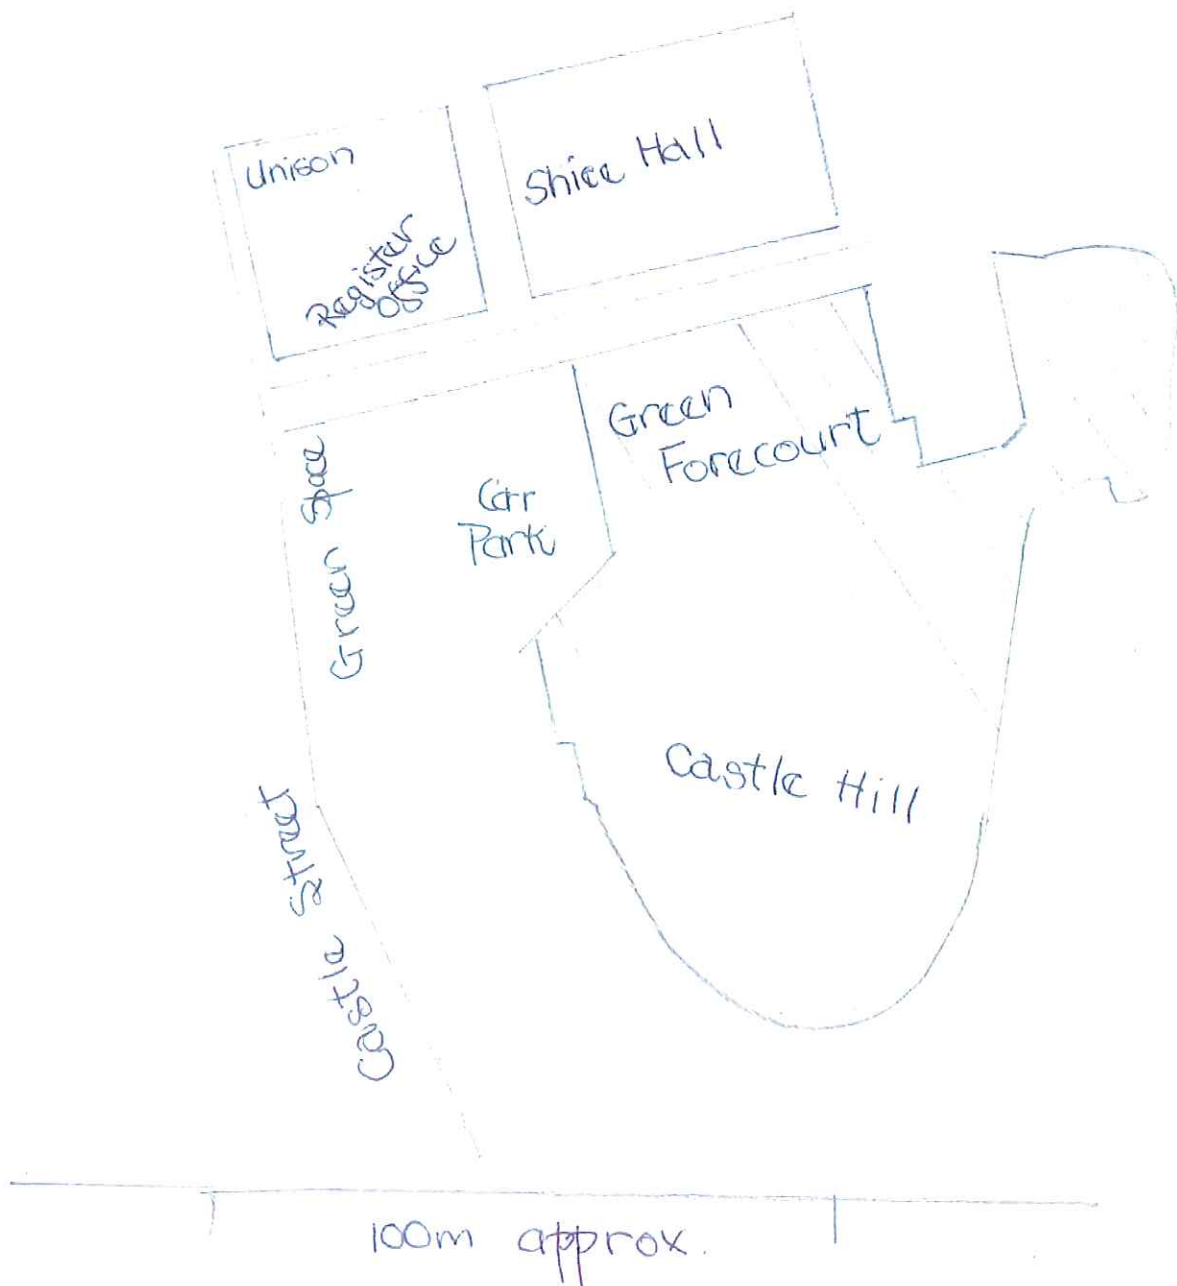 Unison
Register
Office
Shire Hall
Green
Forecourt
Car
Park
Green Space
Castle Hill
Castle Street
100m approx.